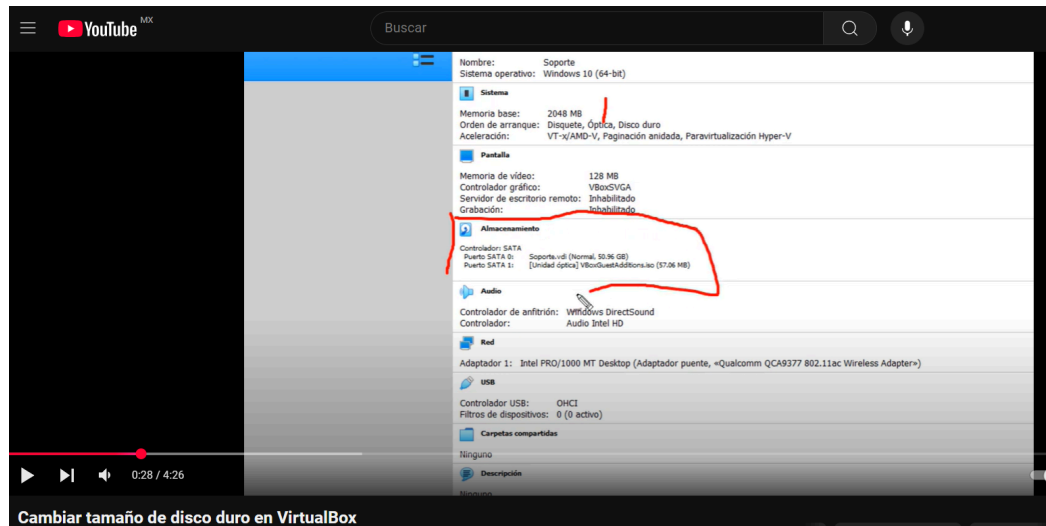 YouTube MX
Buscar
Nombre: Soporte
Sistema operativo: Windows 10 (64-bit)
Sistema
Memoria base: 2048 MB
Orden de arranque: Disquete, Óptica, Disco duro
Aceleración: VT-x/AMD-V, Paginación anidada, Paravirtualización Hyper-V
Pantalla
Memoria de vídeo: 128 MB
Controlador gráfico: VBoxSVGA
Servidor de escritorio remoto: Inhabilitado
Grabación: Inhabilitado
Almacenamiento
Controlador: SATA
Puerto SATA 0: Soporte.vdi (Normal, 50.96 GB)
Puerto SATA 1: [Unidad óptica] VBoxGuestAdditions.iso (57.06 MB)
Audio
Controlador de anfitrión: Windows DirectSound
Controlador: Audio Intel HD
Red
Adaptador 1: Intel PRO/1000 MT Desktop (Adaptador puente, «Qualcomm QCA9377 802.11ac Wireless Adapter»)
USB
Controlador USB: OHCI
Filtros de dispositivos: 0 (0 activo)
Carpetas compartidas
Ninguno
Descripción
Ninguno
0:28 / 4:26
Cambiar tamaño de disco duro en VirtualBox